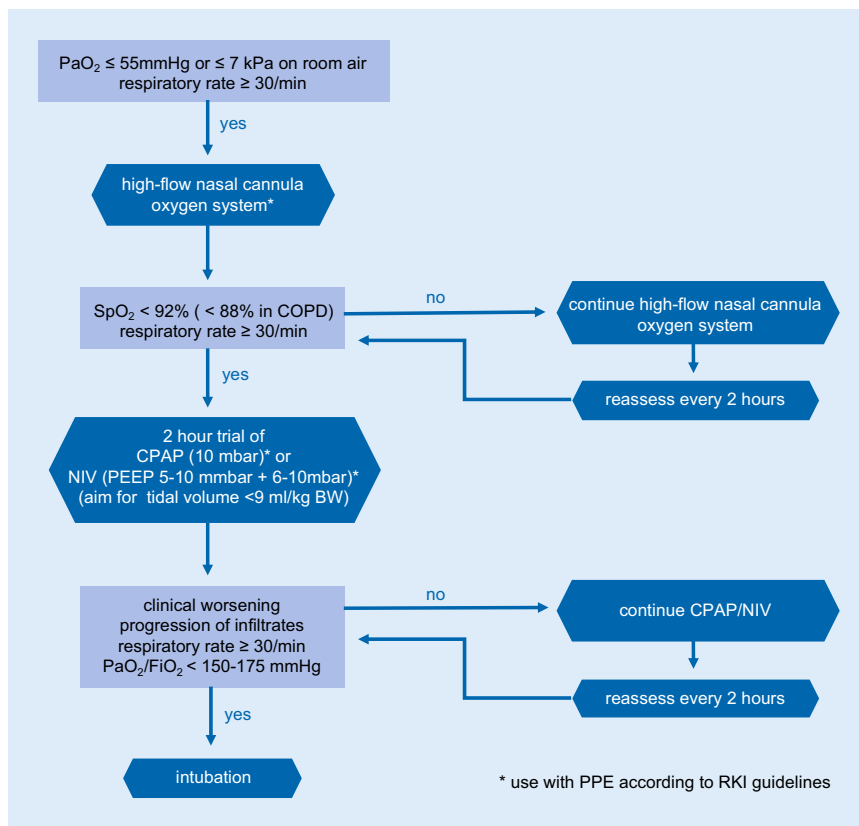 PaO₂ ≤ 55mmHg or ≤ 7 kPa on room air
respiratory rate ≥ 30/min
yes
high-flow nasal cannula
oxygen system*
SpO₂ < 92% ( < 88% in COPD)
respiratory rate ≥ 30/min
no
continue high-flow nasal cannula
oxygen system
reassess every 2 hours
yes
2 hour trial of
CPAP (10 mbar)* or
NIV (PEEP 5-10 mmbar + 6-10mbar)*
(aim for tidal volume <9 ml/kg BW)
clinical worsening
progression of infiltrates
respiratory rate ≥ 30/min
PaO₂/FiO₂ < 150-175 mmHg
no
continue CPAP/NIV
reassess every 2 hours
yes
intubation
* use with PPE according to RKI guidelines